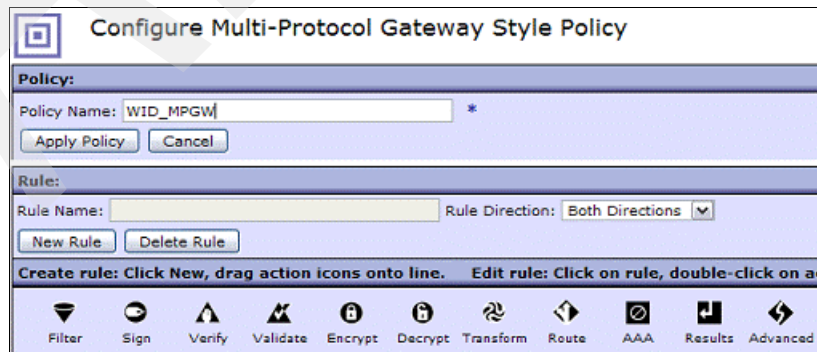 Configure Multi-Protocol Gateway Style Policy
Policy:
Policy Name: WID_MPGW *
Apply Policy Cancel
Rule:
Rule Name: Rule Direction: Both Directions
New Rule Delete Rule
Create rule: Click New, drag action icons onto line. Edit rule: Click on rule, double-click on a
Filter Sign Verify Validate Encrypt Decrypt Transform Route AAA Results Advanced